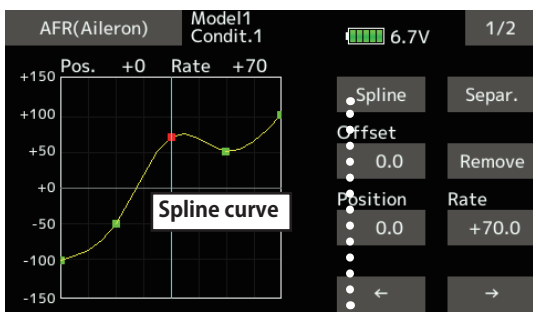 AFR(Aileron) Model1 6.7V 1/2
Condit.1
Pos. +0 Rate +70
+150
+100
+50
+0
-50
-100
-150
Spline curve
Spline Separ.
Offset
0.0 Remove
Position Rate
0.0 +70.0
← →